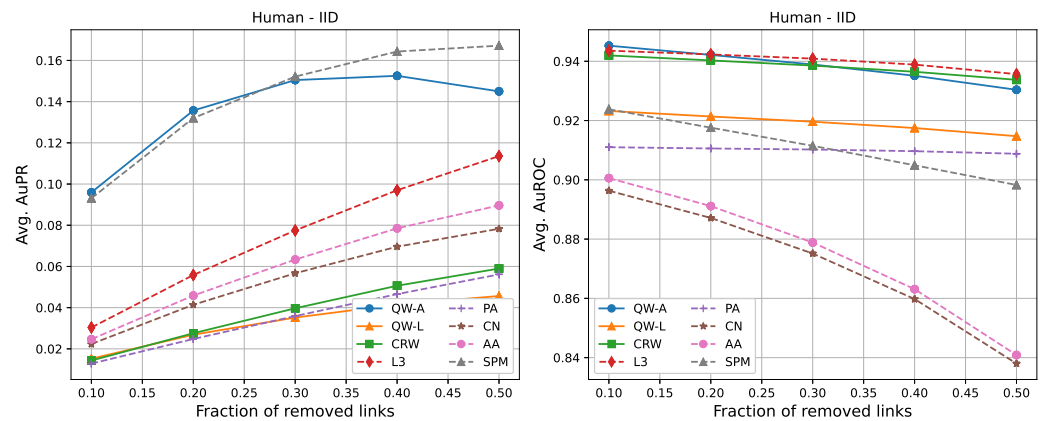 Human - IID
Avg. AuPR
0.16
0.14
0.12
0.10
0.08
0.06
0.04
0.02
QW-A
QW-L
CRW
L3
PA
CN
AA
SPM
0.10 0.15 0.20 0.25 0.30 0.35 0.40 0.45 0.50
Fraction of removed links
Human - IID
Avg. AuROC
0.94
0.92
0.90
0.88
0.86
0.84
QW-A
QW-L
CRW
L3
PA
CN
AA
SPM
0.10 0.15 0.20 0.25 0.30 0.35 0.40 0.45 0.50
Fraction of removed links